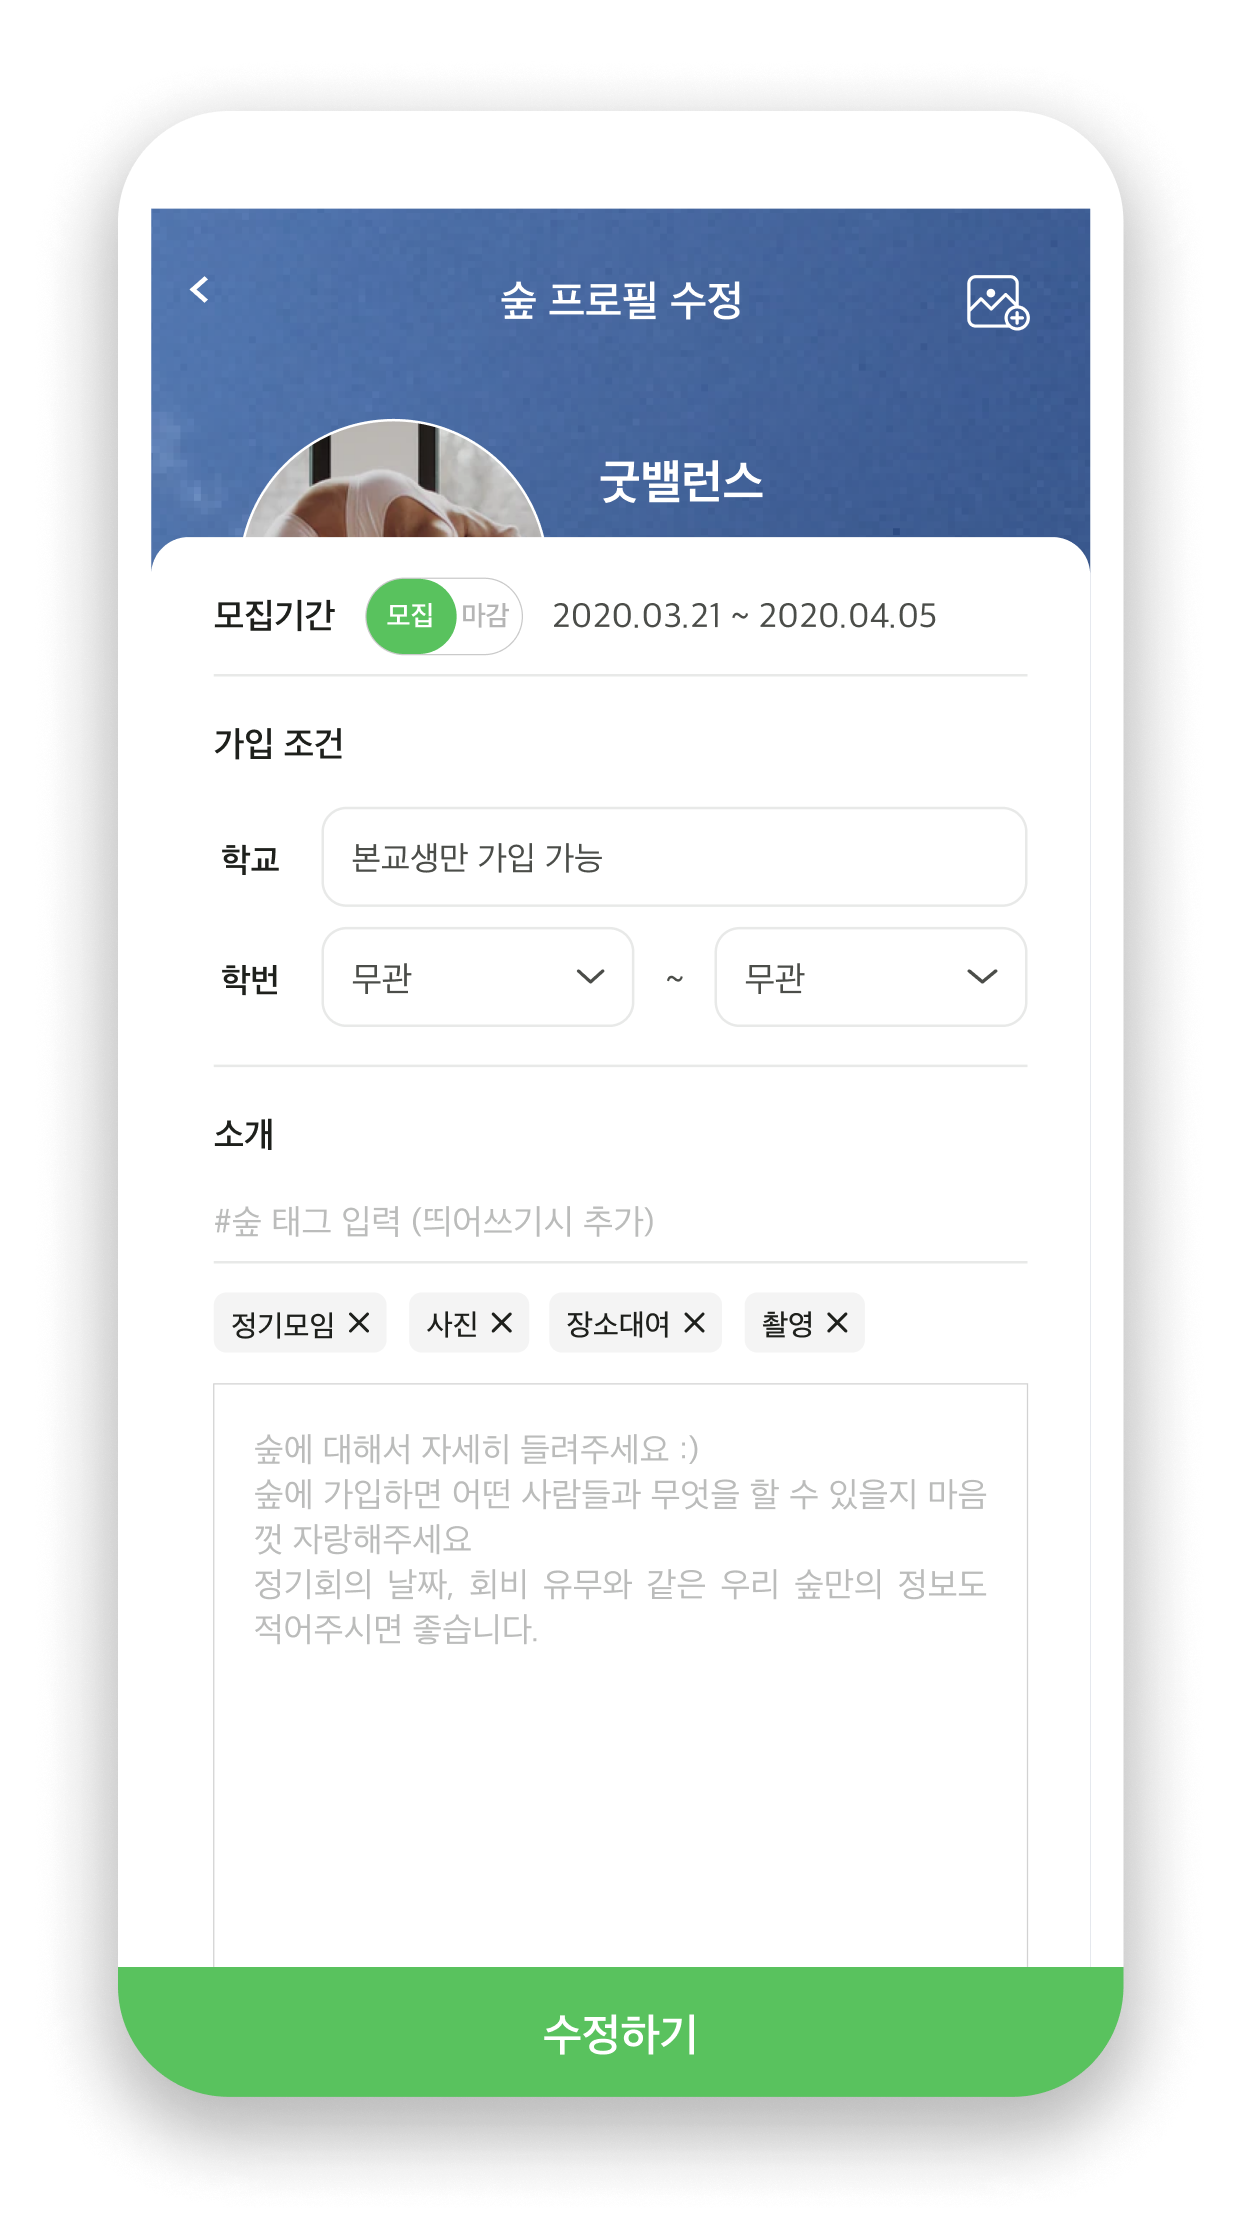 숲 프로필 수정
굿밸런스
모집기간 모집 마감 2020.03.21 ~ 2020.04.05
가입 조건
학교 본교생만 가입 가능
학번 무관 ~ 무관
소개
#숲 태그 입력 (띄어쓰기시 추가)
정기모임 사진 장소대여 촬영
숲에 대해서 자세히 들려주세요 :)
숲에 가입하면 어떤 사람들과 무엇을 할 수 있을지 마음
껏 자랑해주세요
정기회의 날짜, 회비 유무와 같은 우리 숲만의 정보도
적어주시면 좋습니다.
수정하기